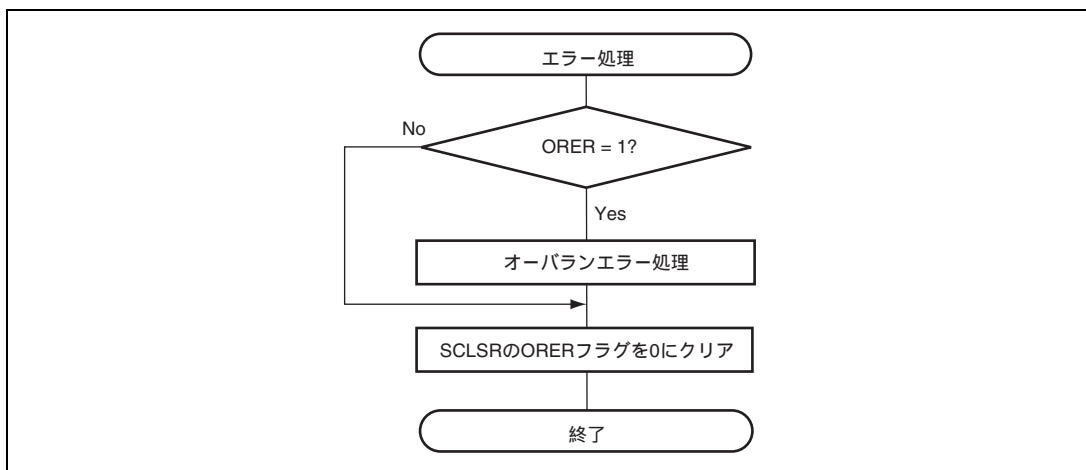 エラー処理
No
ORER = 1?
Yes
オーバランエラー処理
SCLSRのORERフラグを0にクリア
終了